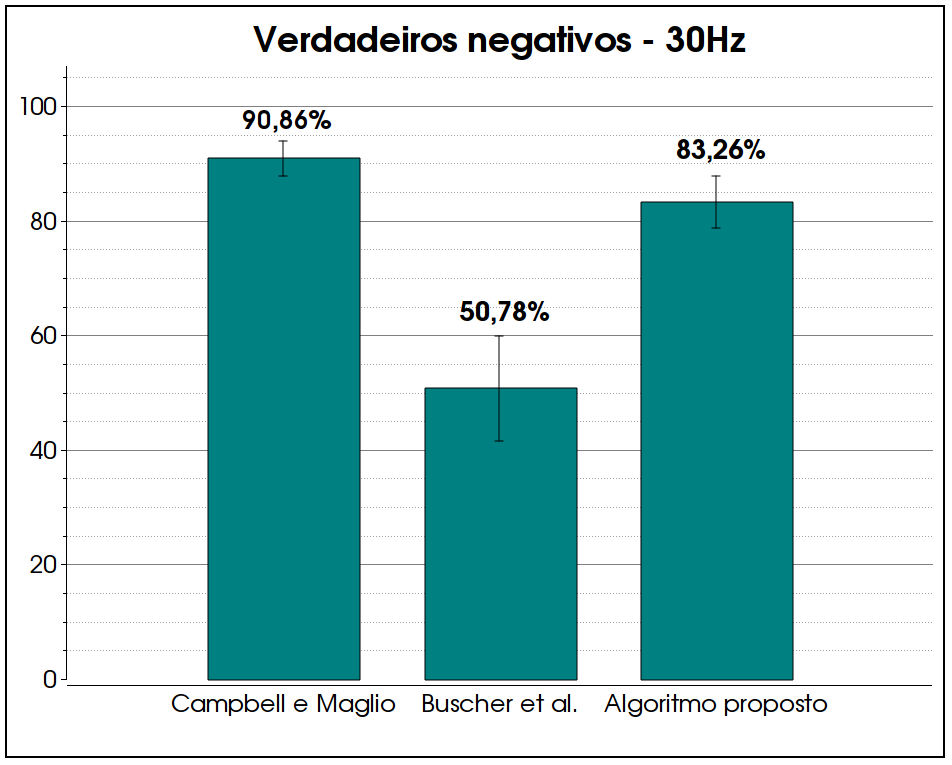 Verdadeiros negativos - 30Hz
100
80
60
40
20
0
90,86%
50,78%
83,26%
Campbell e Maglio
Buscher et al.
Algoritmo proposto